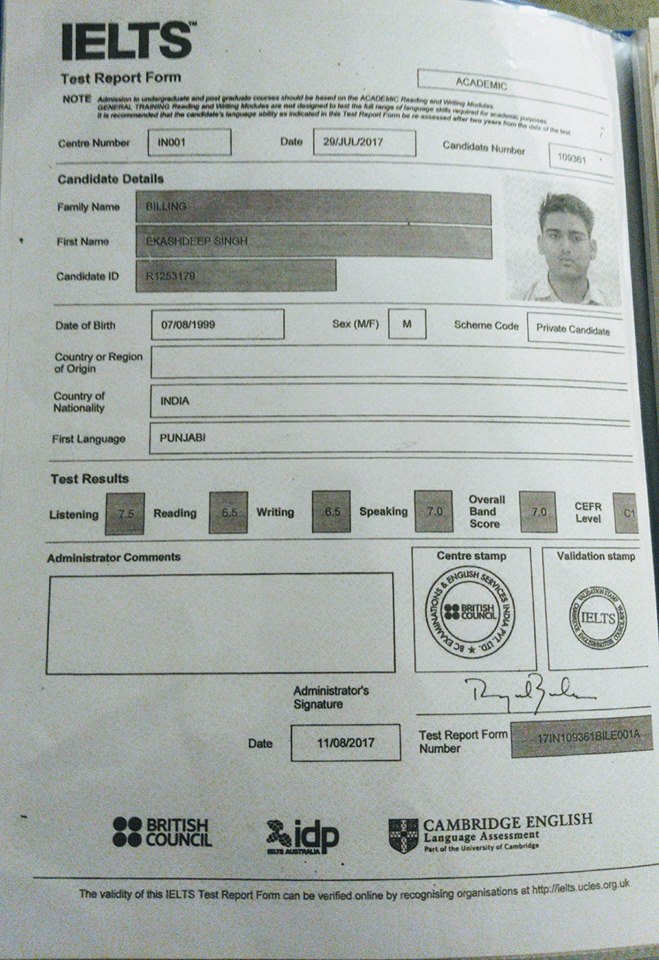 IELTS™
Test Report Form
ACADEMIC
NOTE Admission to undergraduate and post graduate courses should be based on the ACADEMIC Reading and Writing Modules.
GENERAL TRAINING Reading and Writing Modules are not designed to test the full range of language skills required for academic purposes.
It is recommended that the candidate's language ability as indicated in this Test Report Form be re-assessed after two years from the date of the test.
Centre Number IN001 Date 29/JUL/2017 Candidate Number 109361
Candidate Details
Family Name BILLING
First Name EKASHDEEP SINGH
Candidate ID R1253179
Date of Birth 07/08/1999 Sex (M/F) M Scheme Code Private Candidate
Country or Region
of Origin
Country of
Nationality INDIA
First Language PUNJABI
Test Results
Listening 7.5 Reading 6.5 Writing 6.5 Speaking 7.0 Overall Band Score 7.0 CEFR Level C1
Administrator Comments
Centre stamp
Validation stamp
BC EXAMINATIONS & ENGLISH SERVICES INDIA PVT. LTD.
BRITISH
COUNCIL
VALIDATION STAMP
IELTS
Administrator's
Signature
Date 11/08/2017
Test Report Form
Number 17IN109361BILE001A
BRITISH
COUNCIL
idp
IELTS AUSTRALIA
CAMBRIDGE ENGLISH
Language Assessment
Part of the University of Cambridge
The validity of this IELTS Test Report Form can be verified online by recognising organisations at http://ielts.ucles.org.uk